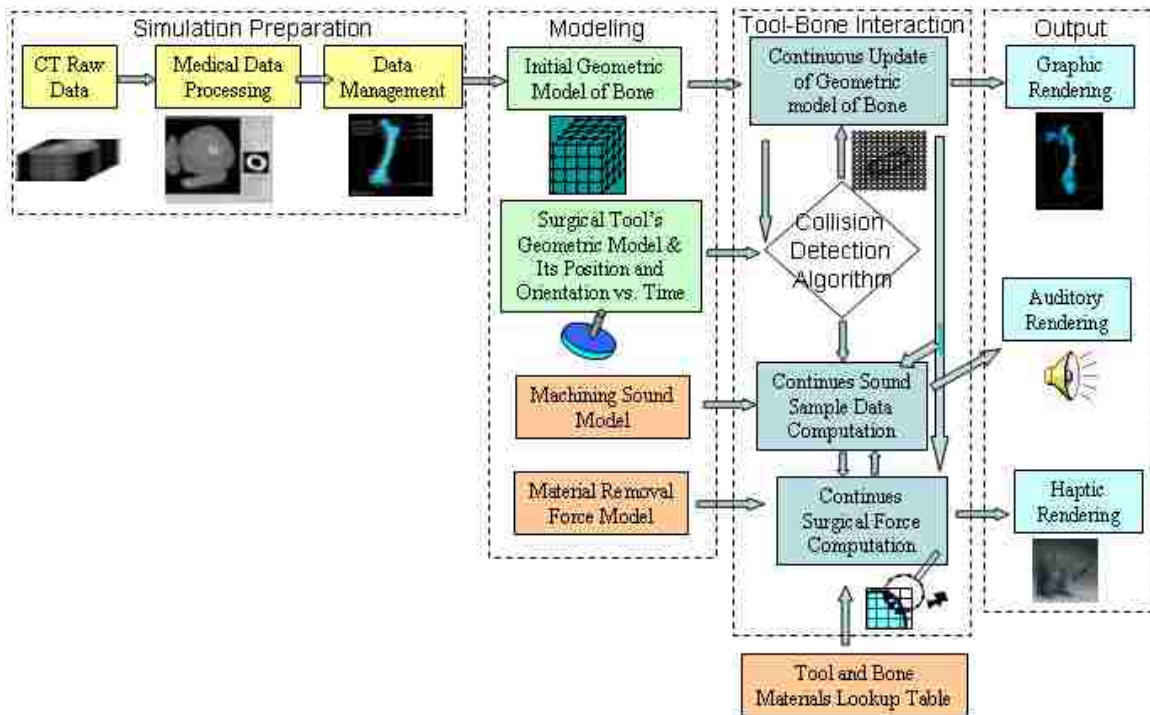 Simulation Preparation
CT Raw
Data
Medical Data
Processing
Data
Management
Modeling
Initial Geometric
Model of Bone
Surgical Tool's
Geometric Model &
Its Position and
Orientation vs. Time
Machining Sound
Model
Material Removal
Force Model
Tool-Bone Interaction
Continuous Update
of Geometric
model of Bone
Collision
Detection
Algorithm
Continues Sound
Sample Data
Computation
Continues
Surgical Force
Computation
Tool and Bone
Materials Lookup Table
Output
Graphic
Rendering
Auditory
Rendering
Haptic
Rendering